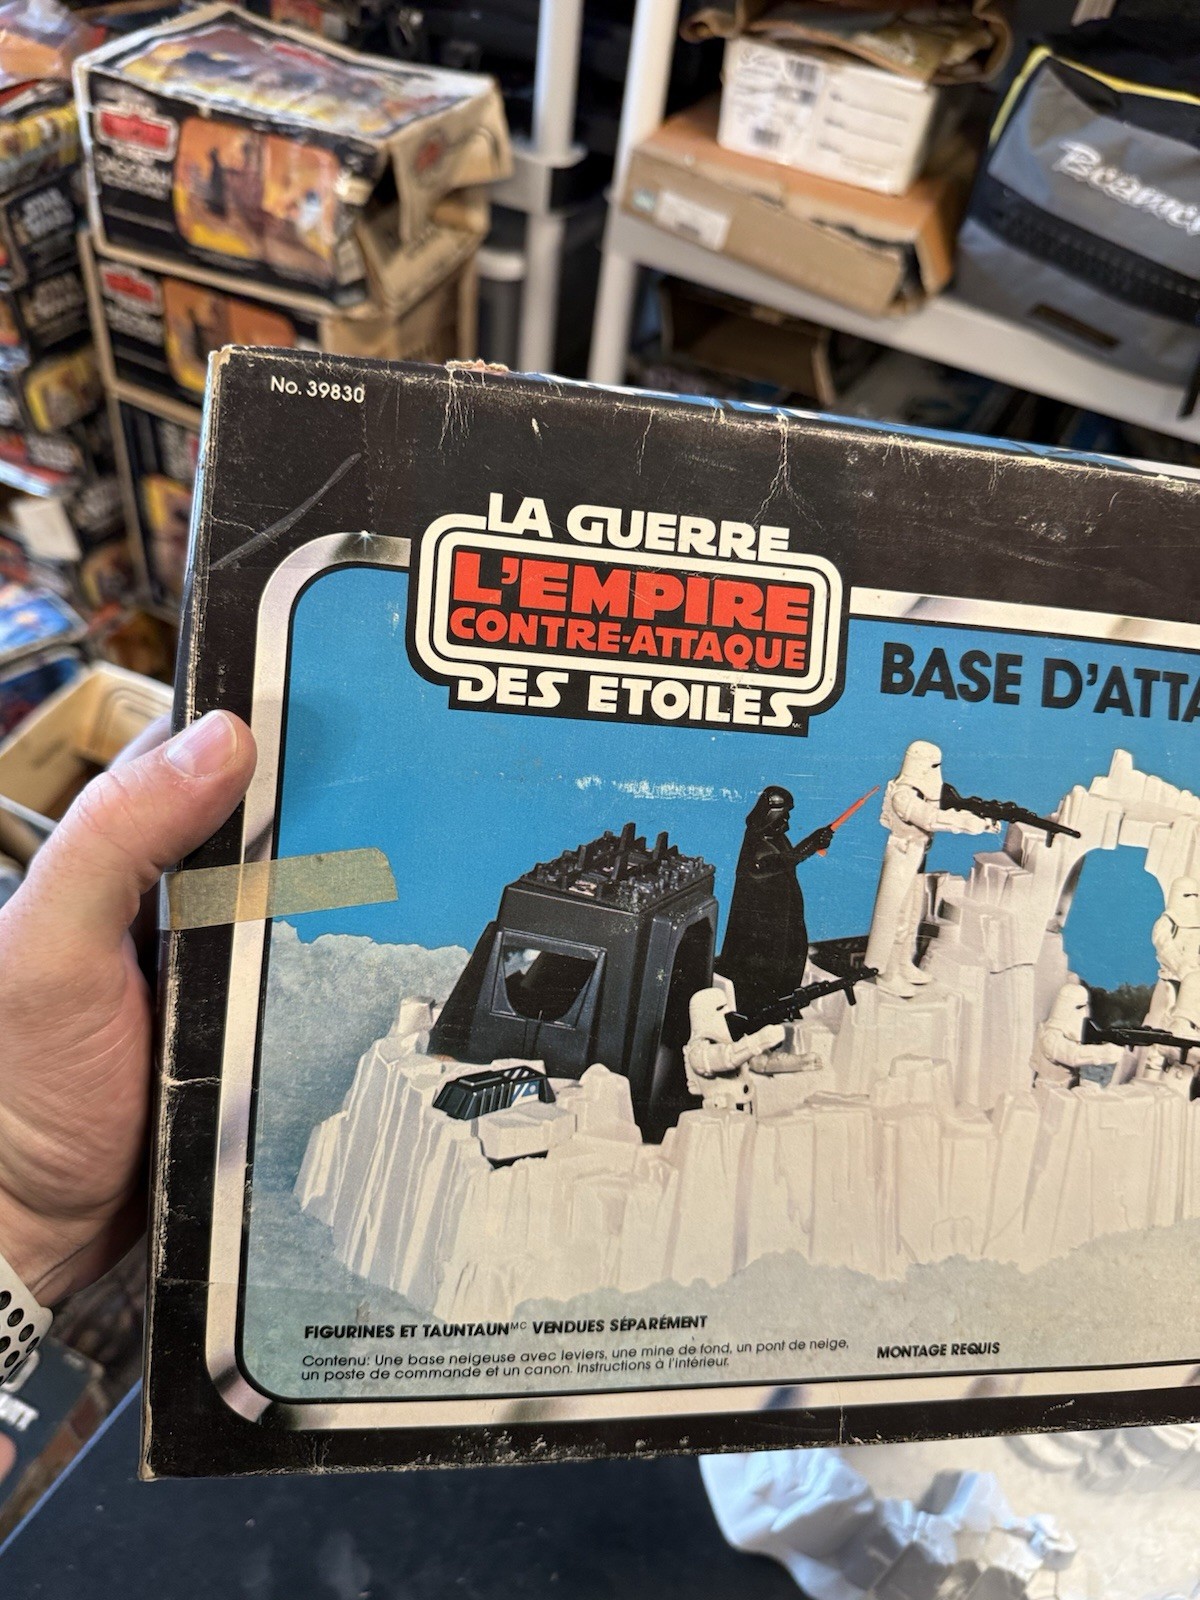 No. 39830
LA GUERRE
L'EMPIRE
CONTRE-ATTAQUE
DES ETOILES
BASE D'ATTA
FIGURINES ET TAUNTAUN MC VENDUES SÉPARÉMENT
Contenu: Une base neigeuse avec leviers, une mine de fond, un pont de neige,
un poste de commande et un canon. Instructions à l'intérieur.
MONTAGE REQUIS